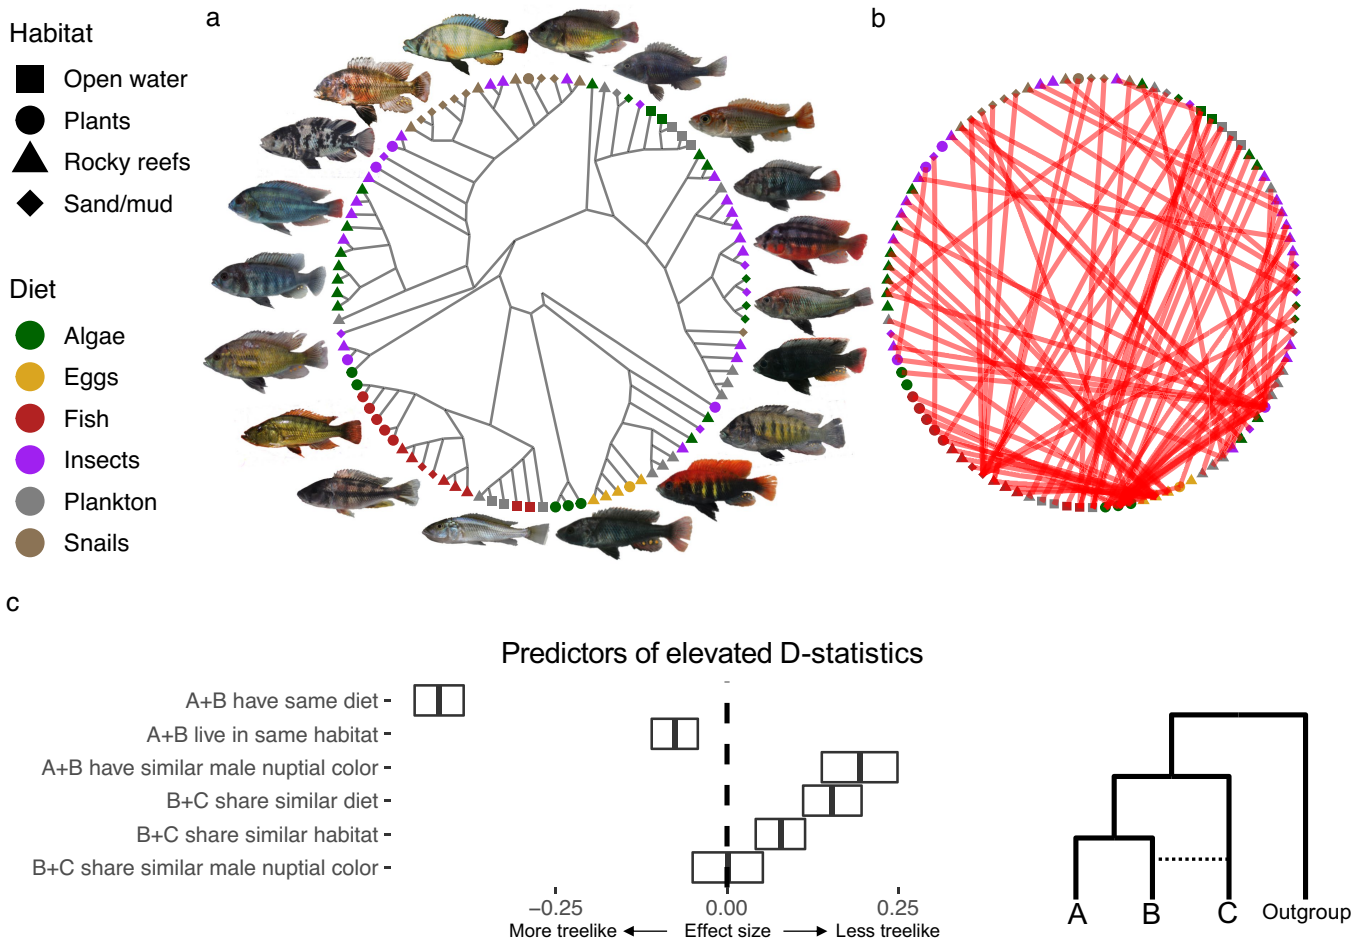 a
b
Habitat
Open water
Plants
Rocky reefs
Sand/mud
Diet
Algae
Eggs
Fish
Insects
Plankton
Snails
c
Predictors of elevated D-statistics
A+B have same diet
A+B live in same habitat
A+B have similar male nuptial color
B+C share similar diet
B+C share similar habitat
B+C share similar male nuptial color
−0.25 0.00 0.25
More treelike Effect size Less treelike
A B C Outgroup